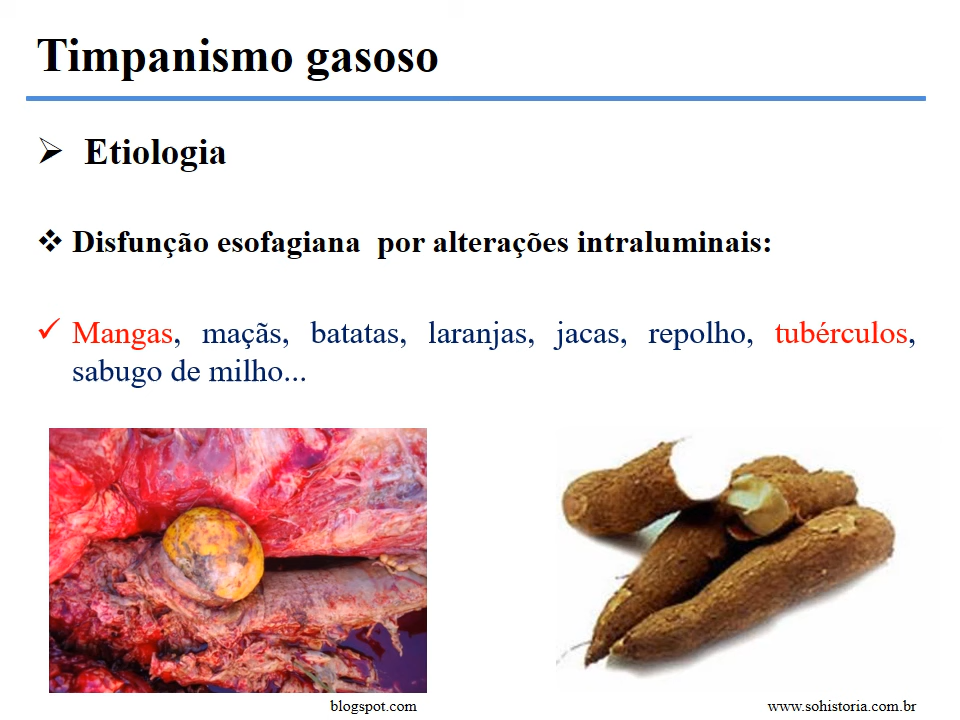 Timpanismo gasoso
Etiologia
Disfunção esofagiana por alterações intraluminais:
Mangas, maçãs, batatas, laranjas, jacas, repolho, tubérculos,
sabugo de milho...
blogspot.com
www.sohistoria.com.br